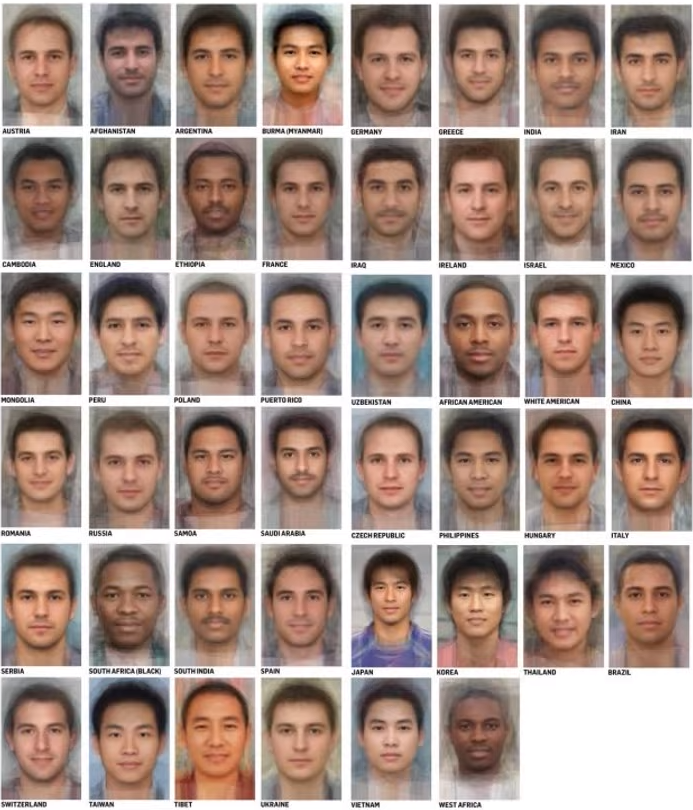 AUSTRIA AFGHANISTAN ARGENTINA BURMA (MYANMAR) GERMANY GREECE INDIA IRAN
CAMBODIA ENGLAND ETHIOPIA FRANCE IRAQ IRELAND ISRAEL MEXICO
MONGOLIA PERU POLAND PUERTO RICO UZBEKISTAN AFRICAN AMERICAN WHITE AMERICAN CHINA
ROMANIA RUSSIA SAMOA SAUDI ARABIA CZECH REPUBLIC PHILIPPINES HUNGARY ITALY
SERBIA SOUTH AFRICA (BLACK) SOUTH INDIA SPAIN JAPAN KOREA THAILAND BRAZIL
SWITZERLAND TAIWAN TIBET UKRAINE VIETNAM WEST AFRICA